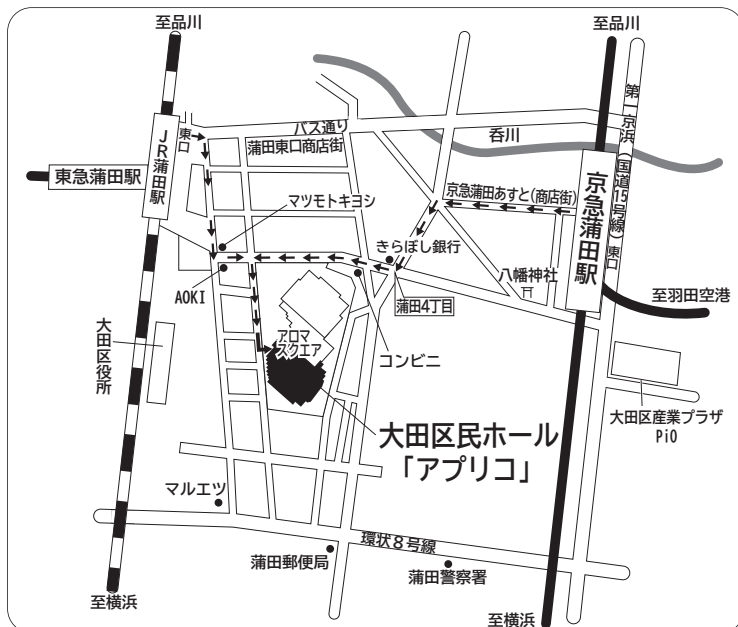 至品川
至品川
第一京浜(国道15号線)
東口
JR蒲田駅
バス通り
呑川
蒲田東口商店街
東急蒲田駅
京急蒲田あすと(商店街)
京急蒲田駅
マツモトキヨシ
きらぼし銀行
東口
八幡神社
AOKI
蒲田4丁目
至羽田空港
大田区役所
アロマ
スクエア
コンビニ
大田区産業プラザ
PiO
大田区民ホール
「アプリコ」
マルエツ
環状8号線
蒲田郵便局
蒲田警察署
至横浜
至横浜